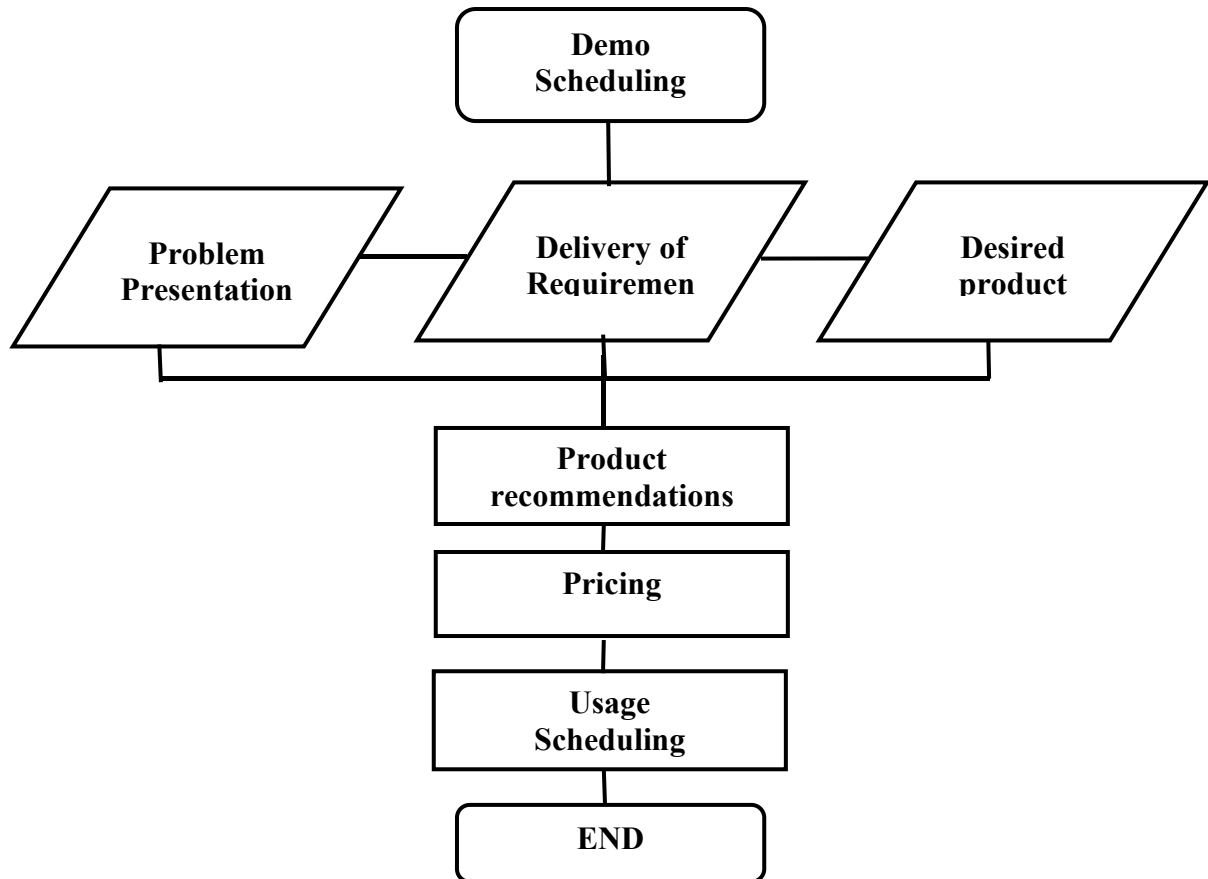 Demo
Scheduling
Problem
Presentation
Delivery of
Requiremen
Desired
product
Product
recommendations
Pricing
Usage
Scheduling
END